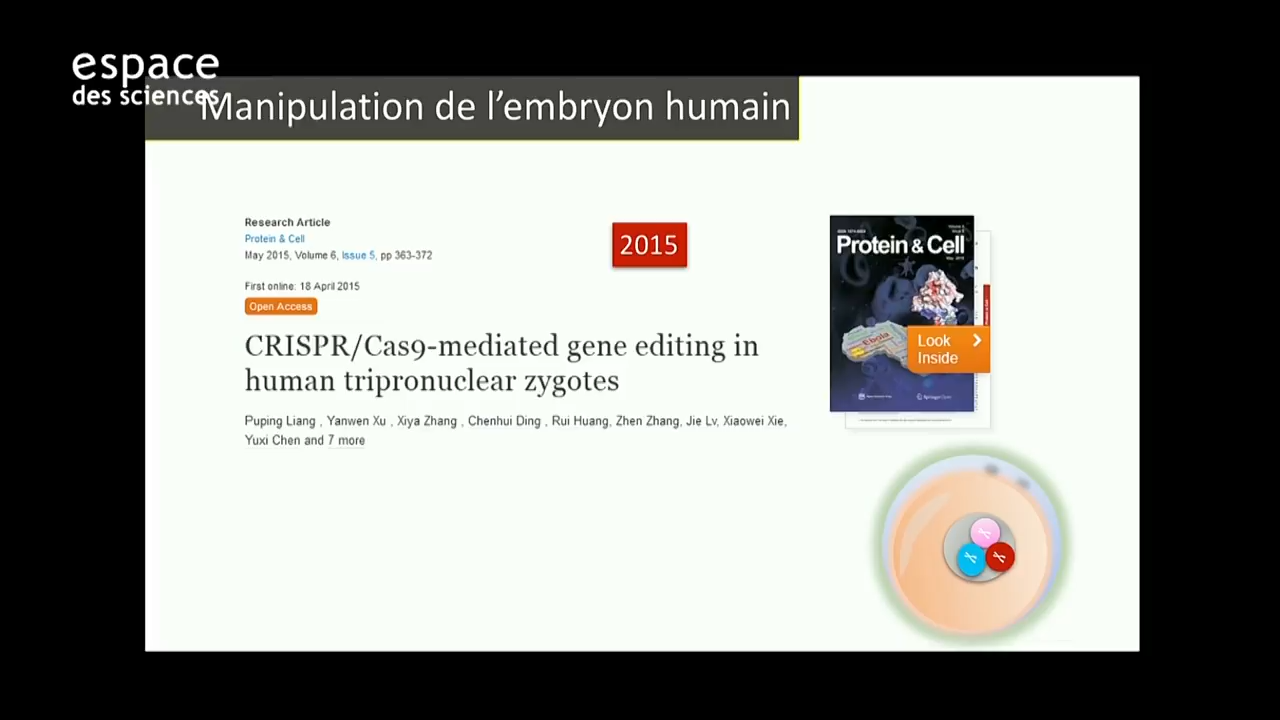 espace
des sciences
Manipulation de l’embryon humain
Research Article
Protein & Cell
May 2015, Volume 6, Issue 5, pp 363-372
2015
First online: 18 April 2015
Open Access
CRISPR/Cas9-mediated gene editing in
human tripronuclear zygotes
Puping Liang , Yanwen Xu , Xiya Zhang , Chenhui Ding , Rui Huang, Zhen Zhang, Jie Lv, Xiaowei Xie,
Yuxi Chen and 7 more
Protein & Cell
Ebola
Look
Inside